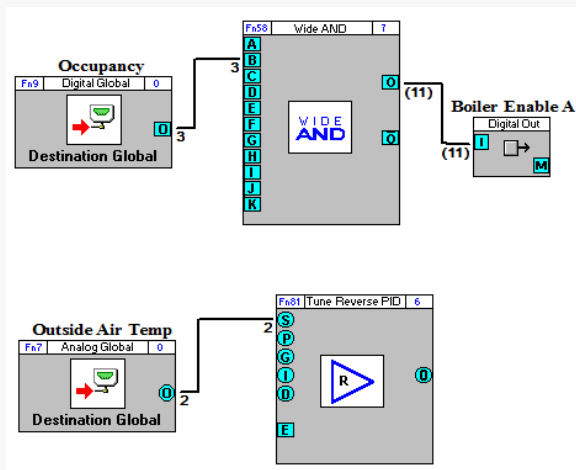 Fn58 Wide AND 7
A
Occupancy
B
3
C
Fn9 Digital Global 0
D
O
(11)
Boiler Enable A
E
WIDE
AND
Digital Out
F
O
3
G
O
(11)
I
Destination Global
H
M
I
J
K
Fn81 Tune Reverse PID 6
Outside Air Temp
2
S
P
Fn7 Analog Global 0
G
I
R
O
O
2
D
Destination Global
E